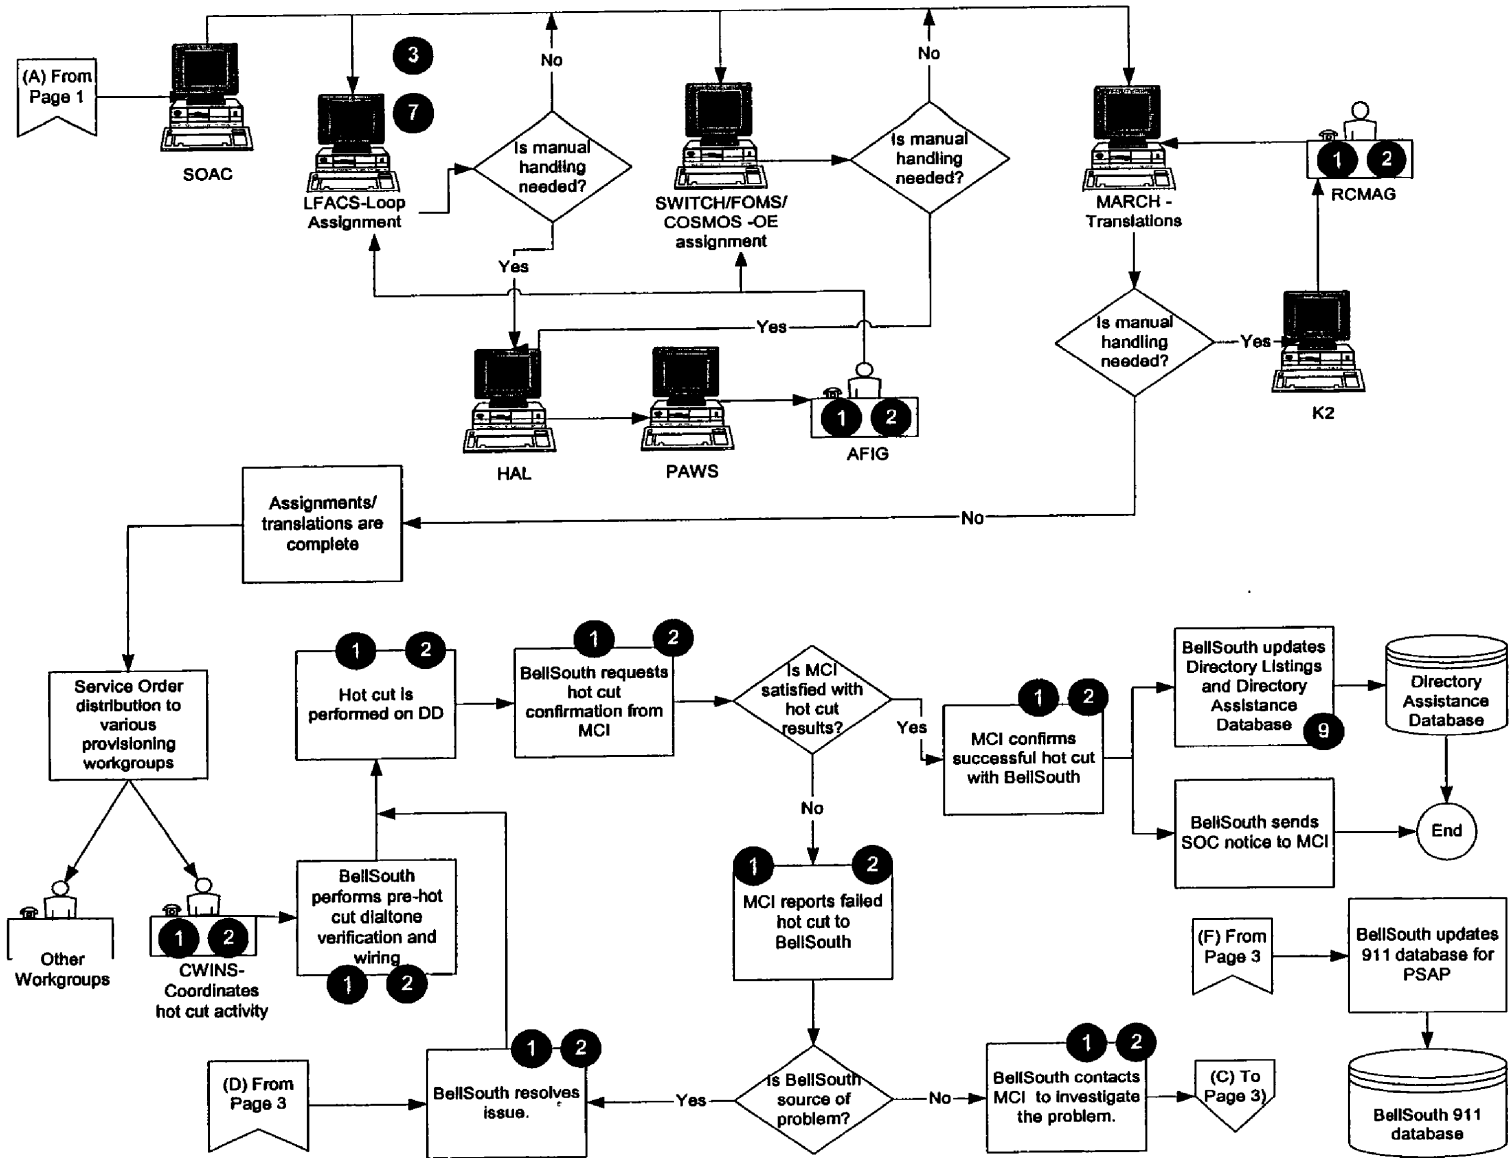 (A) From
Page 1
SOAC
3
7
LFACS-Loop
Assignment
No
Is manual
handling
needed?
Yes
SWITCH/FOMS/
COSMOS -OE
assignment
No
Is manual
handling
needed?
Yes
MARCH -
Translations
1 2
RCMAG
Is manual
handling
needed?
Yes
K2
HAL
PAWS
1 2
AFIG
No
Assignments/
translations are
complete
Service Order
distribution to
various
provisioning
workgroups
Other
Workgroups
1 2
CWINS-
Coordinates
hot cut activity
BellSouth
performs pre-hot
cut dialtone
verification and
wiring
1 2
1 2
Hot cut is
performed on DD
1 2
BellSouth requests
hot cut
confirmation from
MCI
Is MCI
satisfied with
hot cut
results?
Yes
No
1 2
MCI confirms
successful hot cut
with BellSouth
BellSouth updates
Directory Listings
and Directory
Assistance
Database
9
Directory
Assistance
Database
BellSouth sends
SOC notice to MCI
End
1 2
MCI reports failed
hot cut to
BellSouth
(F) From
Page 3
BellSouth updates
911 database for
PSAP
BellSouth 911
database
(D) From
Page 3
1 2
BellSouth resolves
issue.
Yes
Is BellSouth
source of
problem?
No
1 2
BellSouth contacts
MCI to investigate
the problem.
(C) To
Page 3)